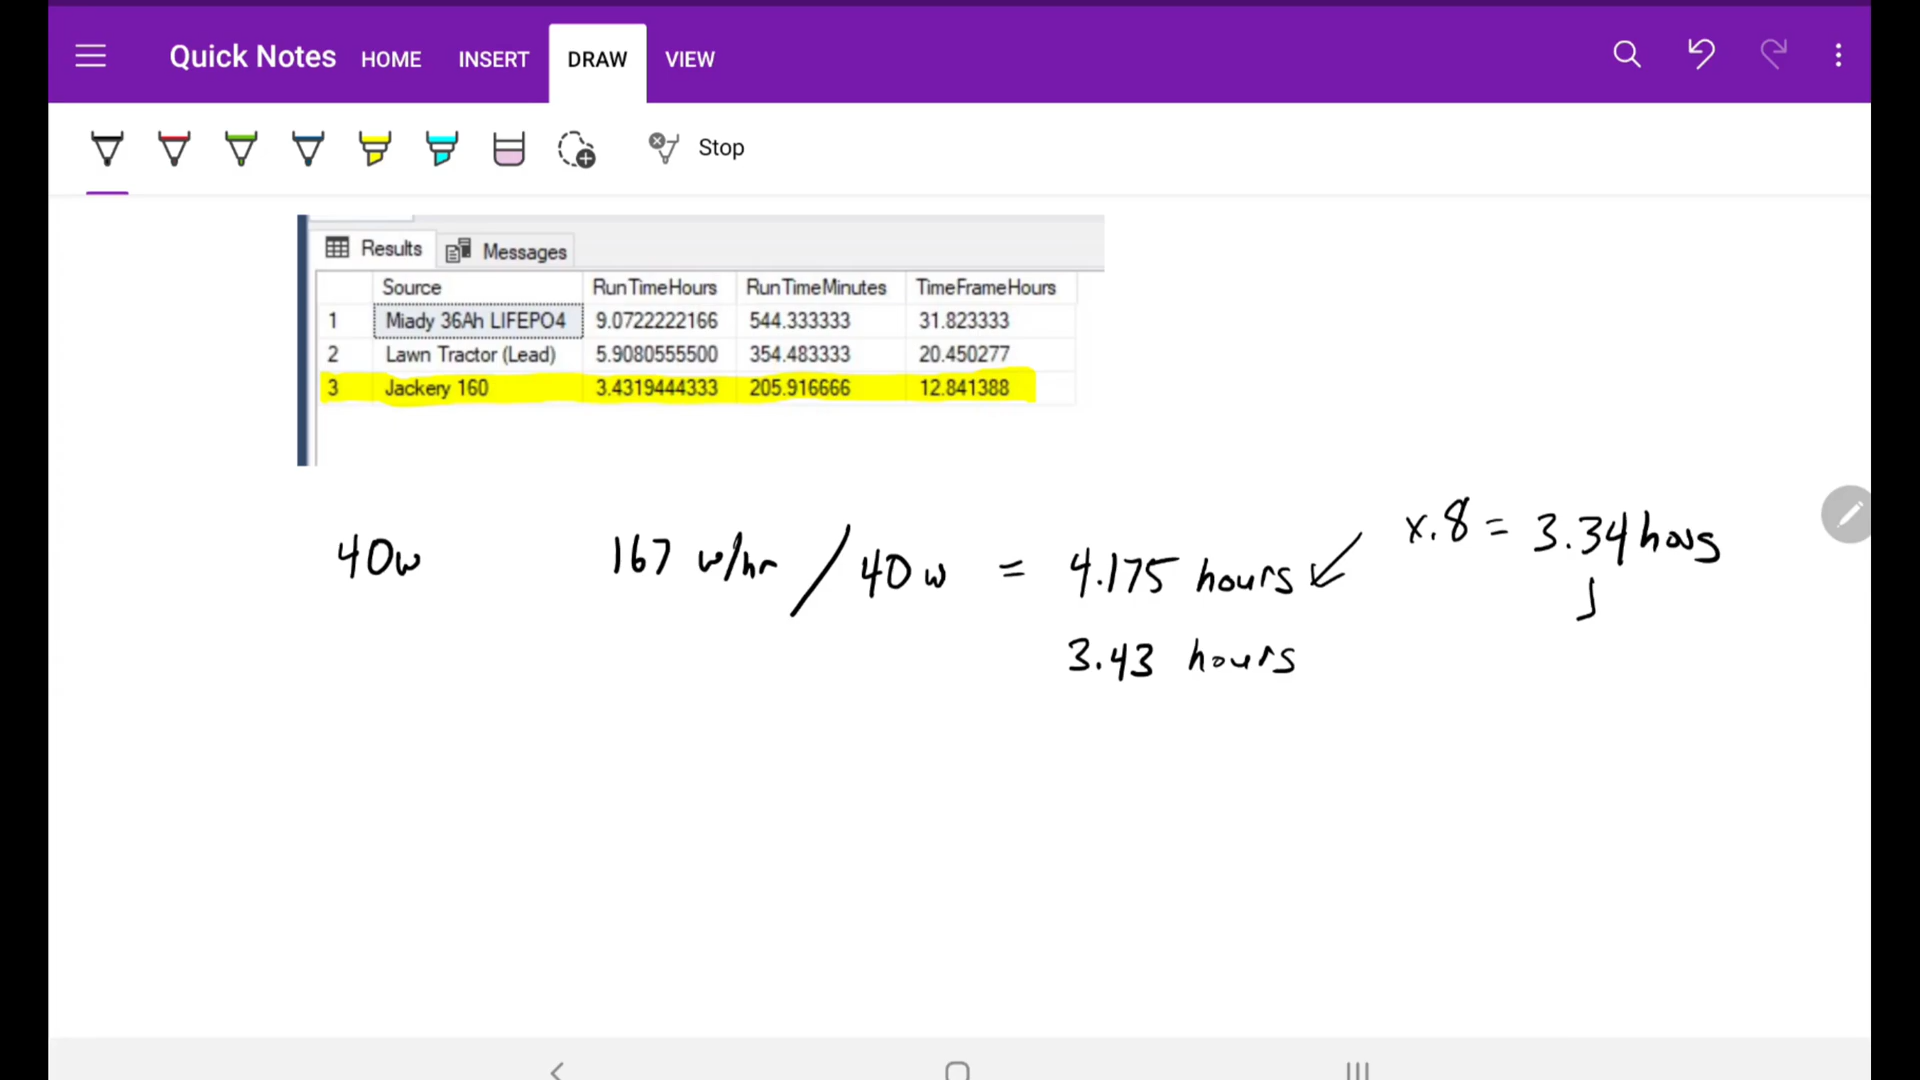 Quick Notes HOME INSERT DRAW VIEW
Stop
Results Messages
Source RunTimeHours RunTimeMinutes TimeFrameHours
1 Miady 36Ah LIFEPO4 9.0722222166 544.333333 31.823333
2 Lawn Tractor (Lead) 5.9080555500 354.483333 20.450277
3 Jackery 160 3.4319444333 205.916666 12.841388
40w 167 w/hr / 40 w = 4.175 hours x.8 = 3.34 hours
3.43 hours